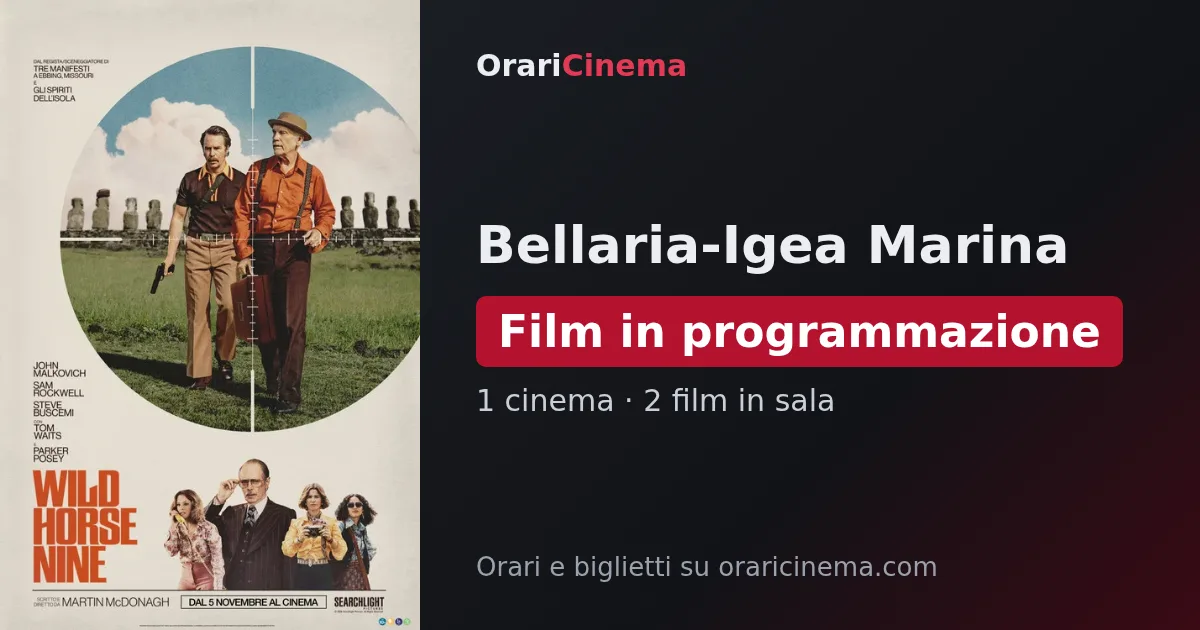 DAL REGISTA/SCENEGGIATORE DI
TRE MANIFESTI
A EBBING, MISSOURI
E
GLI SPIRITI
DELL'ISOLA
JOHN
MALKOVICH
SAM
ROCKWELL
STEVE
BUSCEMI
CON
TOM
WAITS
E
PARKER
POSEY
WILD
HORSE
NINE
SCRITTO E
DIRETTO DA MARTIN McDONAGH
DAL 5 NOVEMBRE AL CINEMA
SEARCHLIGHT
PICTURES
OrariCinema
Bellaria-Igea Marina
Film in programmazione
1 cinema · 2 film in sala
Orari e biglietti su oraricinema.com